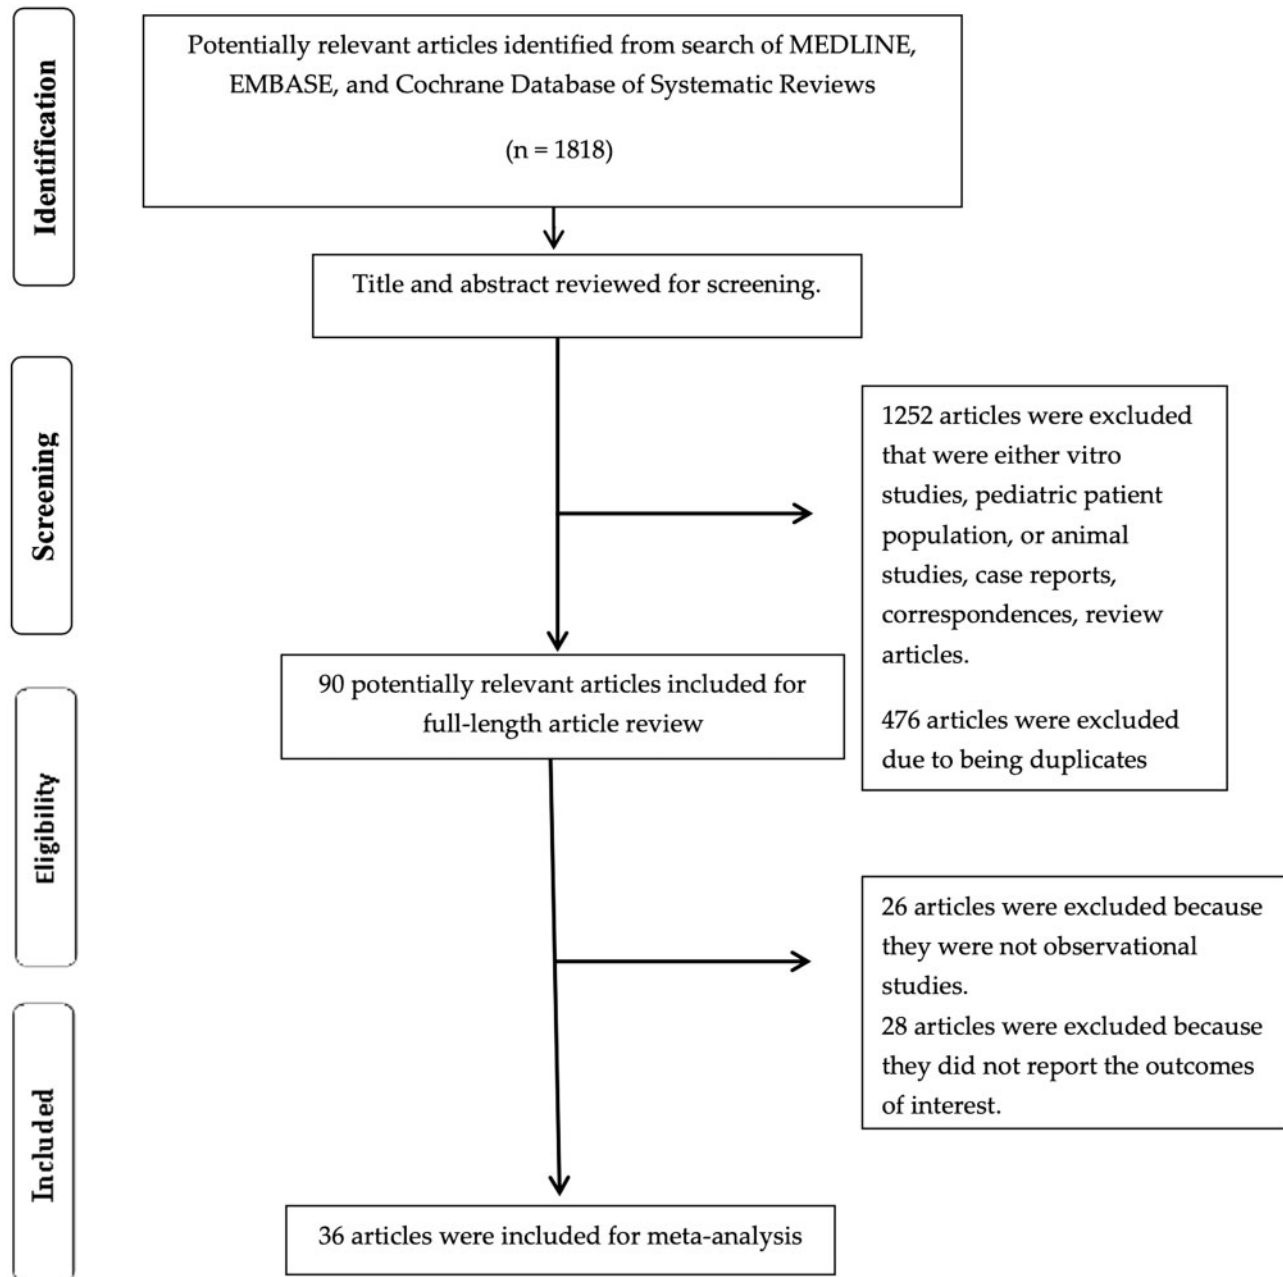 Identification
Potentially relevant articles identified from search of MEDLINE,
EMBASE, and Cochrane Database of Systematic Reviews
(n = 1818)
Title and abstract reviewed for screening.
Screening
1252 articles were excluded
that were either vitro
studies, pediatric patient
population, or animal
studies, case reports,
correspondences, review
articles.
476 articles were excluded
due to being duplicates
90 potentially relevant articles included for
full-length article review
Eligibility
26 articles were excluded because
they were not observational
studies.
28 articles were excluded because
they did not report the outcomes
of interest.
Included
36 articles were included for meta-analysis